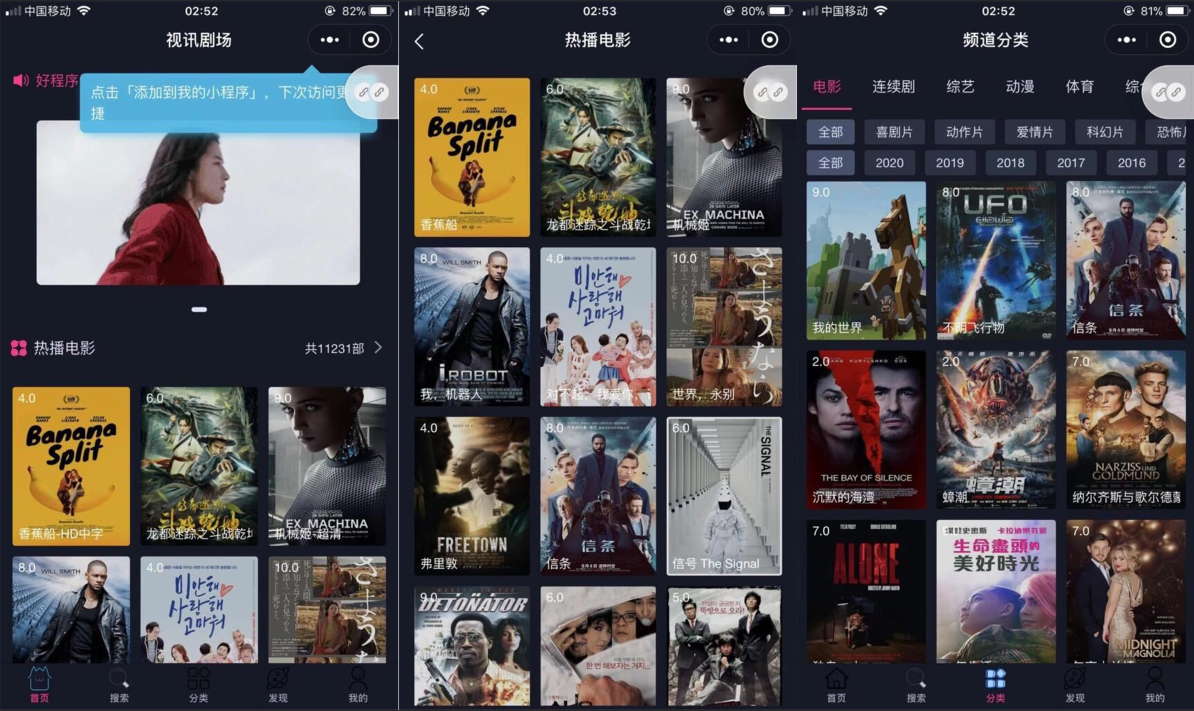 中国移动
02:52
82%
视讯剧场
好程序
点击「添加到我的小程序」，下次访问更
捷
热播电影
共11231部
4.0
Banana
Split
香蕉船-HD中字
6.0
龙都迷踪之斗战乾坤
9.0
EX_MACHINA
机械姬-超清
8.0
WILL SMITH
4.0
미안해
사랑해
고마워
10.0
さようなら
首页
搜索
分类
发现
我的
中国移动
02:53
80%
热播电影
4.0
Banana
Split
香蕉船
6.0
龙都迷踪之斗战乾坤
9.0
EX_MACHINA
COMING SOON
机械姬
8.0
WILL SMITH
I, ROBOT
我，机器人
4.0
미안해
사랑해
고마워
对不起，我爱你，
10.0
さようなら
世界，永别
4.0
FREETOWN
弗里敦
8.0
信条
信条
6.0
THE SIGNAL
信号 The Signal
9.0
DETONATOR
6.0
한번 해보자는 거지...
5.0
중국移动
02:52
81%
频道分类
电影
连续剧
综艺
动漫
体育
综
全部
喜剧片
动作片
爱情片
科幻片
恐怖片
全部
2020
2019
2018
2017
2016
2
9.0
我的世界
8.0
UFO
不明飞行物
8.0
信条
信条
2.0
OLGA KURYLENKO
THE BAY OF SILENCE
沉默的海湾
2.0
蟑潮
蟑潮
7.0
NARZISS UND
GOLDMUND
纳尔齐斯与歌尔德蒙
7.0
TYLER POSEY
DONALD SUTHERLAND
ALONE
生命盡頭的
美好時光
7.0
MIDNIGHT
MAGNOLIA
首页
搜索
分类
发现
我的